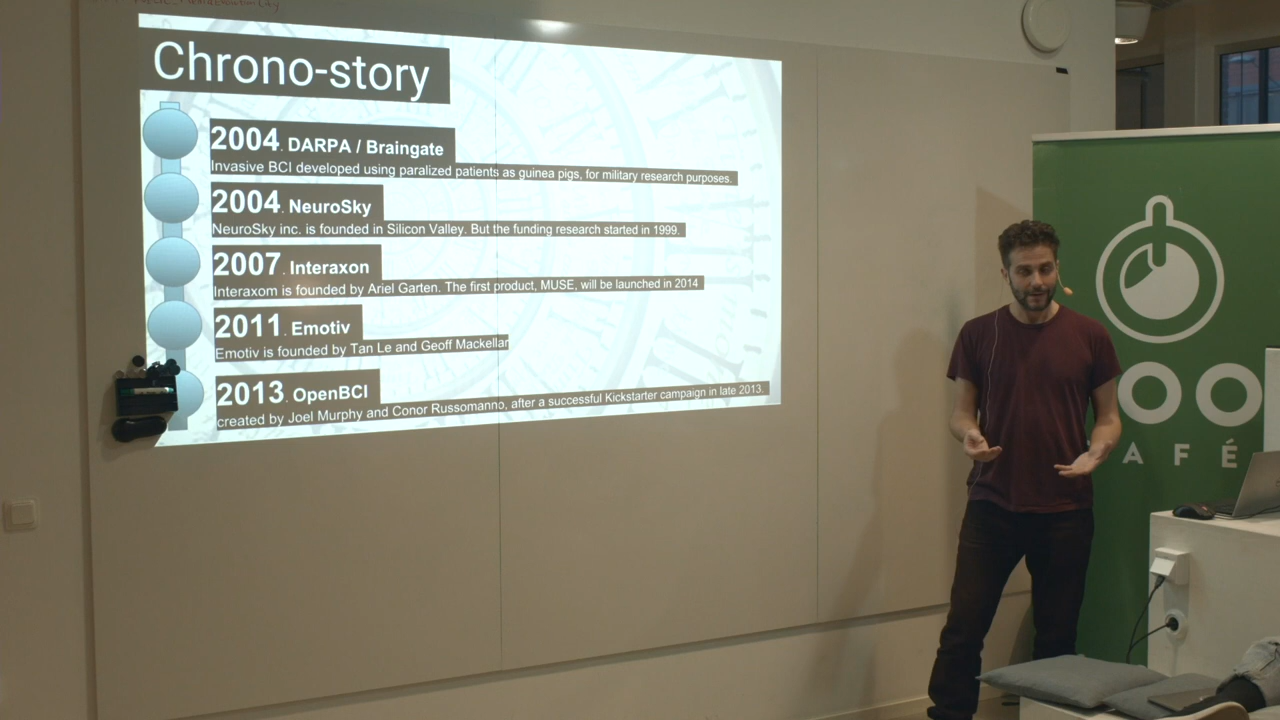 Chrono-story
2004. DARPA / Braingate
Invasive BCI developed using paralized patients as guinea pigs, for military research purposes.
2004. NeuroSky
NeuroSky inc. is founded in Silicon Valley. But the funding research started in 1999.
2007. Interaxon
Interaxom is founded by Ariel Garten. The first product, MUSE, will be launched in 2014
2011. Emotiv
Emotiv is founded by Tan Le and Geoff Mackellar
2013. OpenBCI
created by Joel Murphy and Conor Russomanno, after a successful Kickstarter campaign in late 2013.
OO
AFÉ